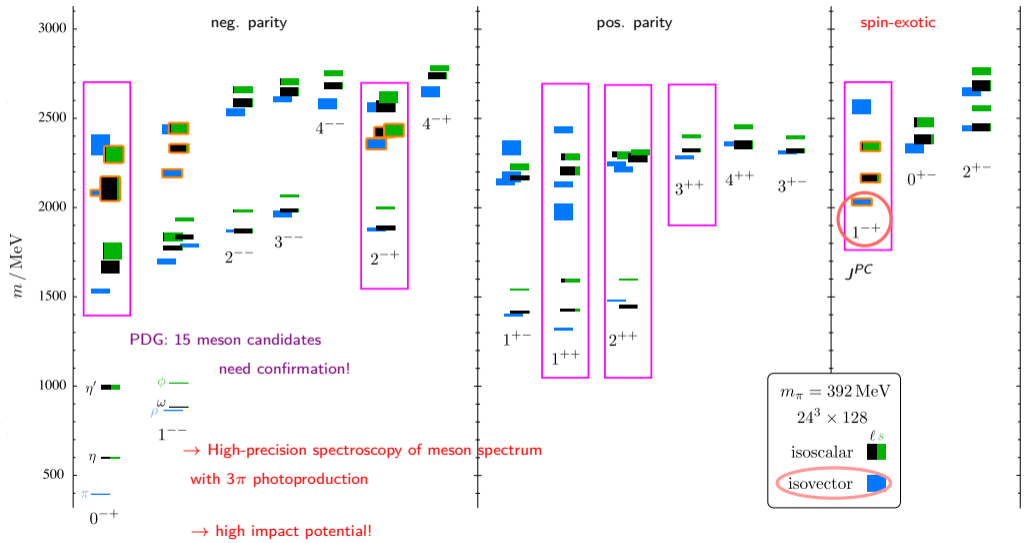 neg. parity
pos. parity
spin-exotic
3000
2500
2000
1500
1000
500
m / MeV
4⁻⁻
4⁻⁺
2⁻⁻
3⁻⁻
2⁻⁺
3⁺⁺
4⁺⁺
3⁺⁻
1⁺⁻
1⁺⁺
2⁺⁺
1⁻⁺
0⁺⁻
2⁺⁻
J^PC
PDG: 15 meson candidates
need confirmation!
η′
η
π
0⁻⁺
ϕ
ω
ρ
1⁻⁻
→ High-precision spectroscopy of meson spectrum
with 3π photoproduction
→ high impact potential!
mπ = 392 MeV
24³ × 128
ℓ s
isoscalar
isovector